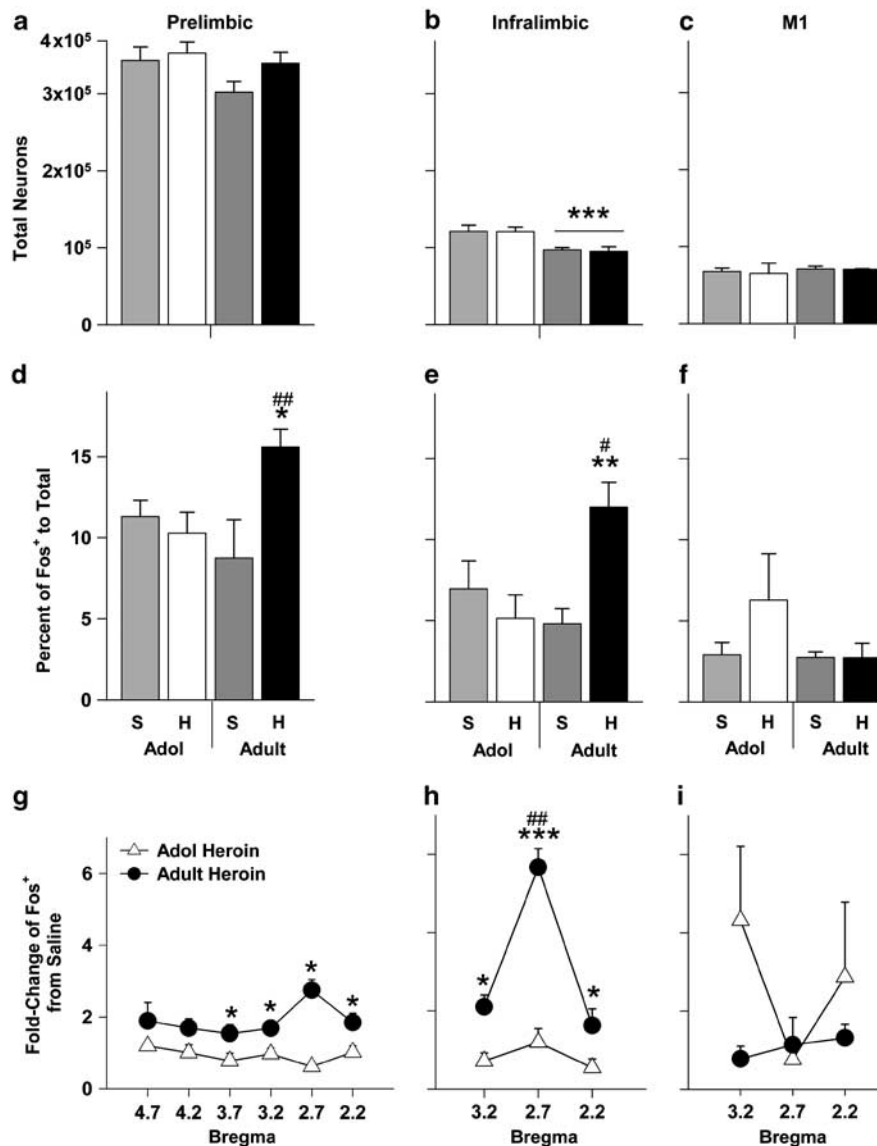 a Prelimbic b Infralimbic c M1
4x10⁵
3x10⁵
2x10⁵
10⁵
0
Total Neurons
***
d e f
15
10
5
0
Percent of Fos⁺ to Total
##
*
#
**
S H S H S H S H S H S H
Adol Adult Adol Adult Adol Adult
g h i
Adol Heroin
Adult Heroin
6
4
2
0
Fold-Change of Fos⁺
from Saline
* * * *
##
***
* *
4.7 4.2 3.7 3.2 2.7 2.2 3.2 2.7 2.2 3.2 2.7 2.2
Bregma Bregma Bregma